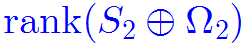 rank(S₂ ⊕ Ω₂)